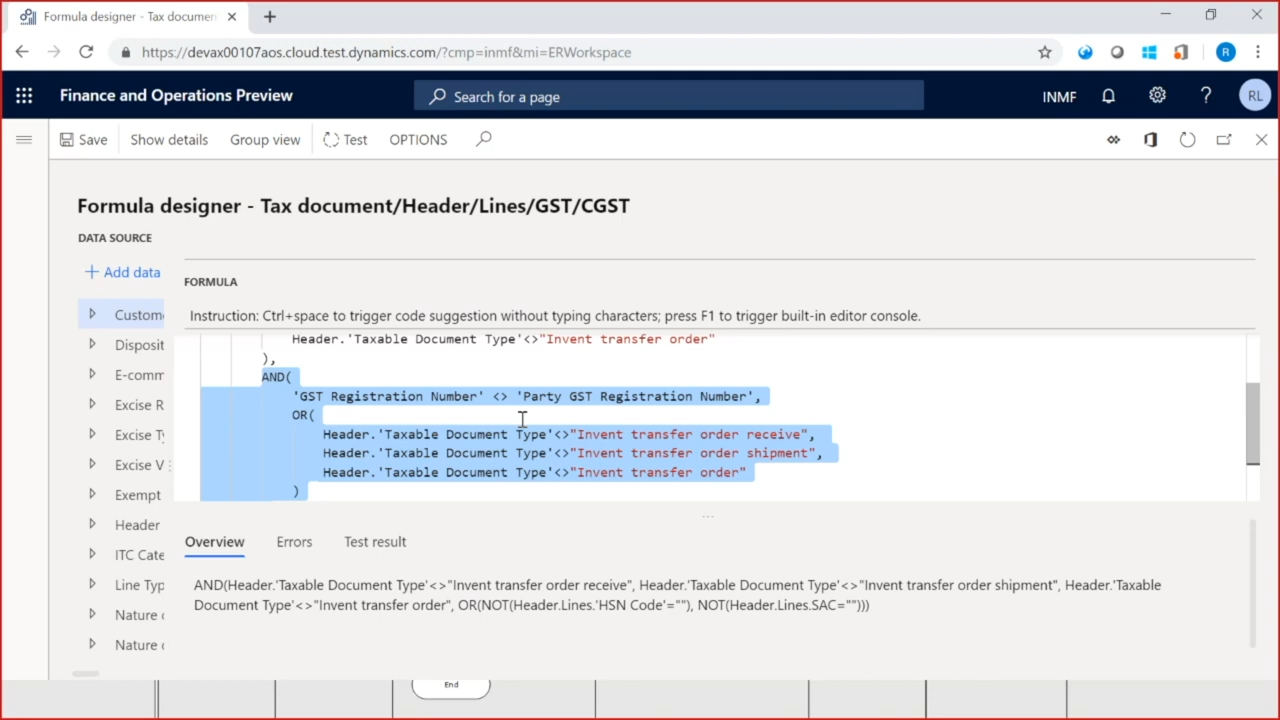 Formula designer - Tax documen
https://devax00107aos.cloud.test.dynamics.com/?cmp=inmf&mi=ERWorkspace
R
Finance and Operations Preview
Search for a page
INMF
?
RL
Save
Show details
Group view
Test
OPTIONS
Formula designer - Tax document/Header/Lines/GST/CGST
DATA SOURCE
+ Add data
Custome
Disposit
E-comm
Excise R
Excise Ty
Excise V
Exempt
Header
ITC Cate
Line Typ
Nature o
Nature o
FORMULA
Instruction: Ctrl+space to trigger code suggestion without typing characters; press F1 to trigger built-in editor console.
Header.'Taxable Document Type'<>"Invent transfer order"
),
AND(
'GST Registration Number' <> 'Party GST Registration Number',
OR(
Header.'Taxable Document Type'<>"Invent transfer order receive",
Header.'Taxable Document Type'<>"Invent transfer order shipment",
Header.'Taxable Document Type'<>"Invent transfer order"
)
Overview
Errors
Test result
AND(Header.'Taxable Document Type'<>"Invent transfer order receive", Header.'Taxable Document Type'<>"Invent transfer order shipment", Header.'Taxable
Document Type'<>"Invent transfer order", OR(NOT(Header.Lines.'HSN Code'=""), NOT(Header.Lines.SAC="")))
End